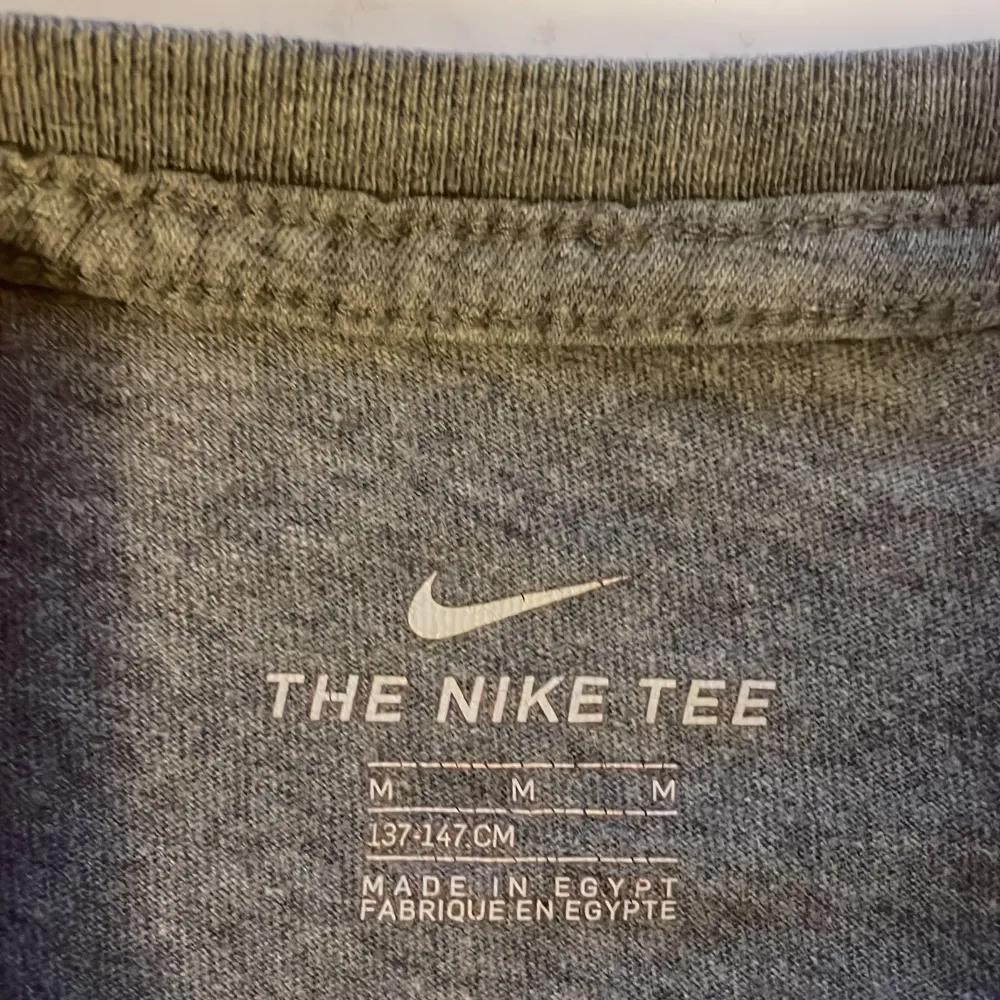 THE NIKE TEE
M M M
137-147 CM
MADE IN EGYPT
FABRIQUE EN EGYPTE